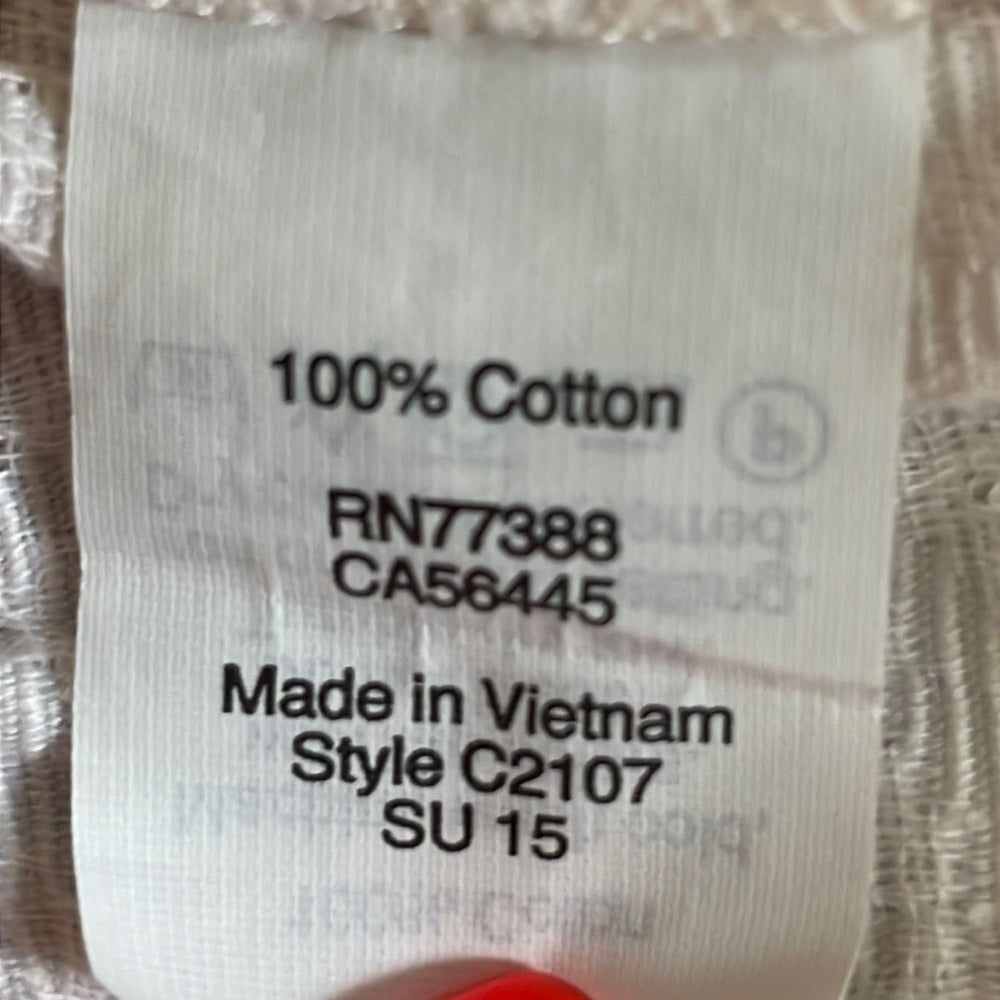 100% Cotton
RN77388
CA56445
Made in Vietnam
Style C2107
SU 15